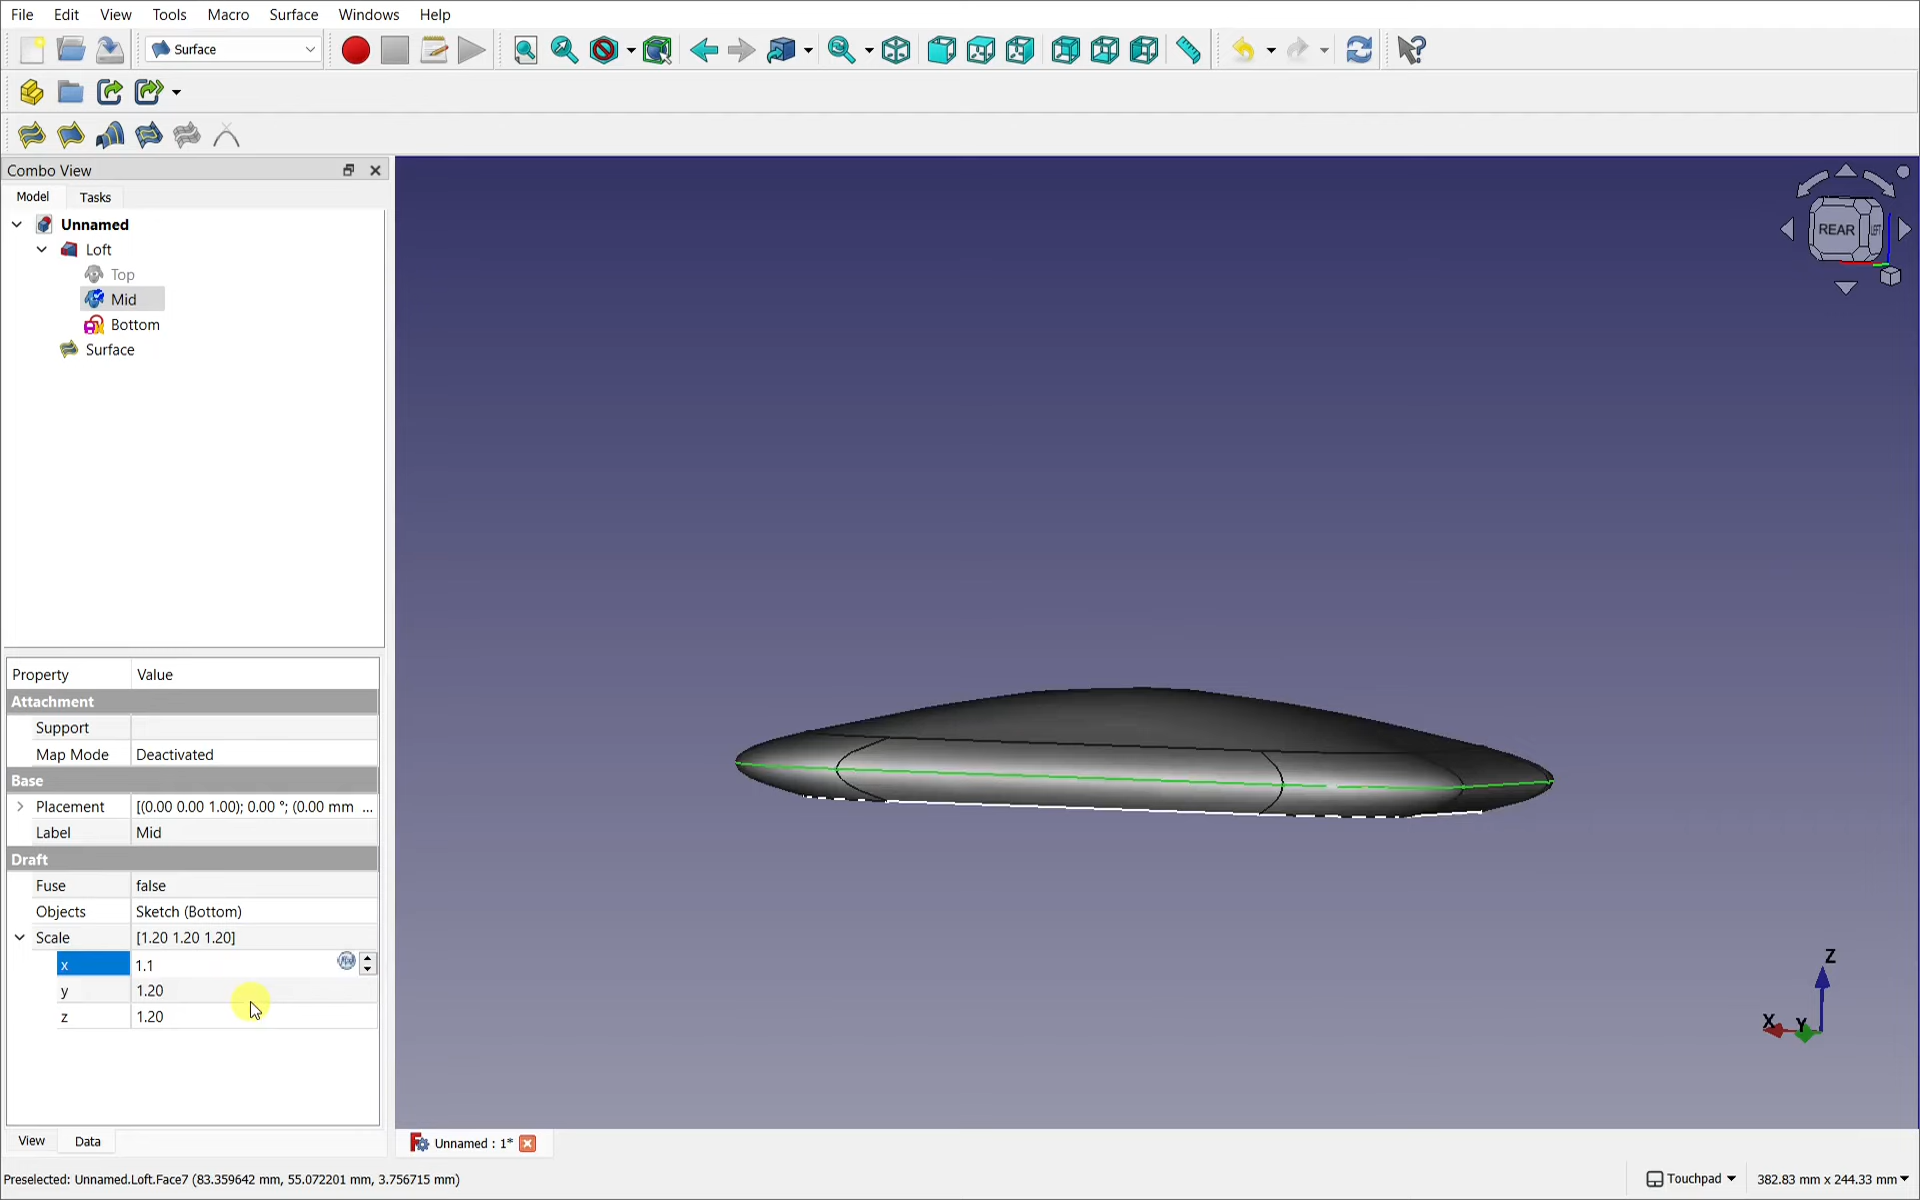 File Edit View Tools Macro Surface Windows Help
Surface
Combo View
Model Tasks
Unnamed
Loft
Top
Mid
Bottom
Surface
REAR
Property Value
Attachment
Support
Map Mode Deactivated
Base
Placement [(0.00 0.00 1.00); 0.00 °; (0.00 mm ...
Label Mid
Draft
Fuse false
Objects Sketch (Bottom)
Scale [1.20 1.20 1.20]
x 1.1
y 1.20
z 1.20
Z
X Y
View Data
Unnamed : 1*
Preselected: Unnamed.Loft.Face7 (83.359642 mm, 55.072201 mm, 3.756715 mm)
Touchpad 382.83 mm x 244.33 mm